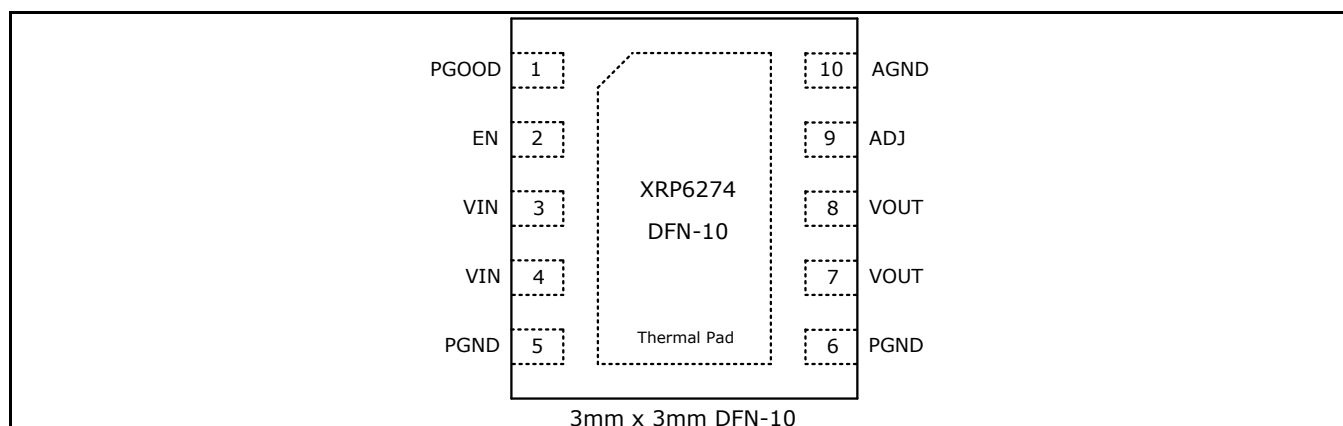 PGOOD 1 10 AGND
EN 2 9 ADJ
XRP6274
VIN 3 8 VOUT
DFN-10
VIN 4 7 VOUT
Thermal Pad
PGND 5 6 PGND
3mm x 3mm DFN-10